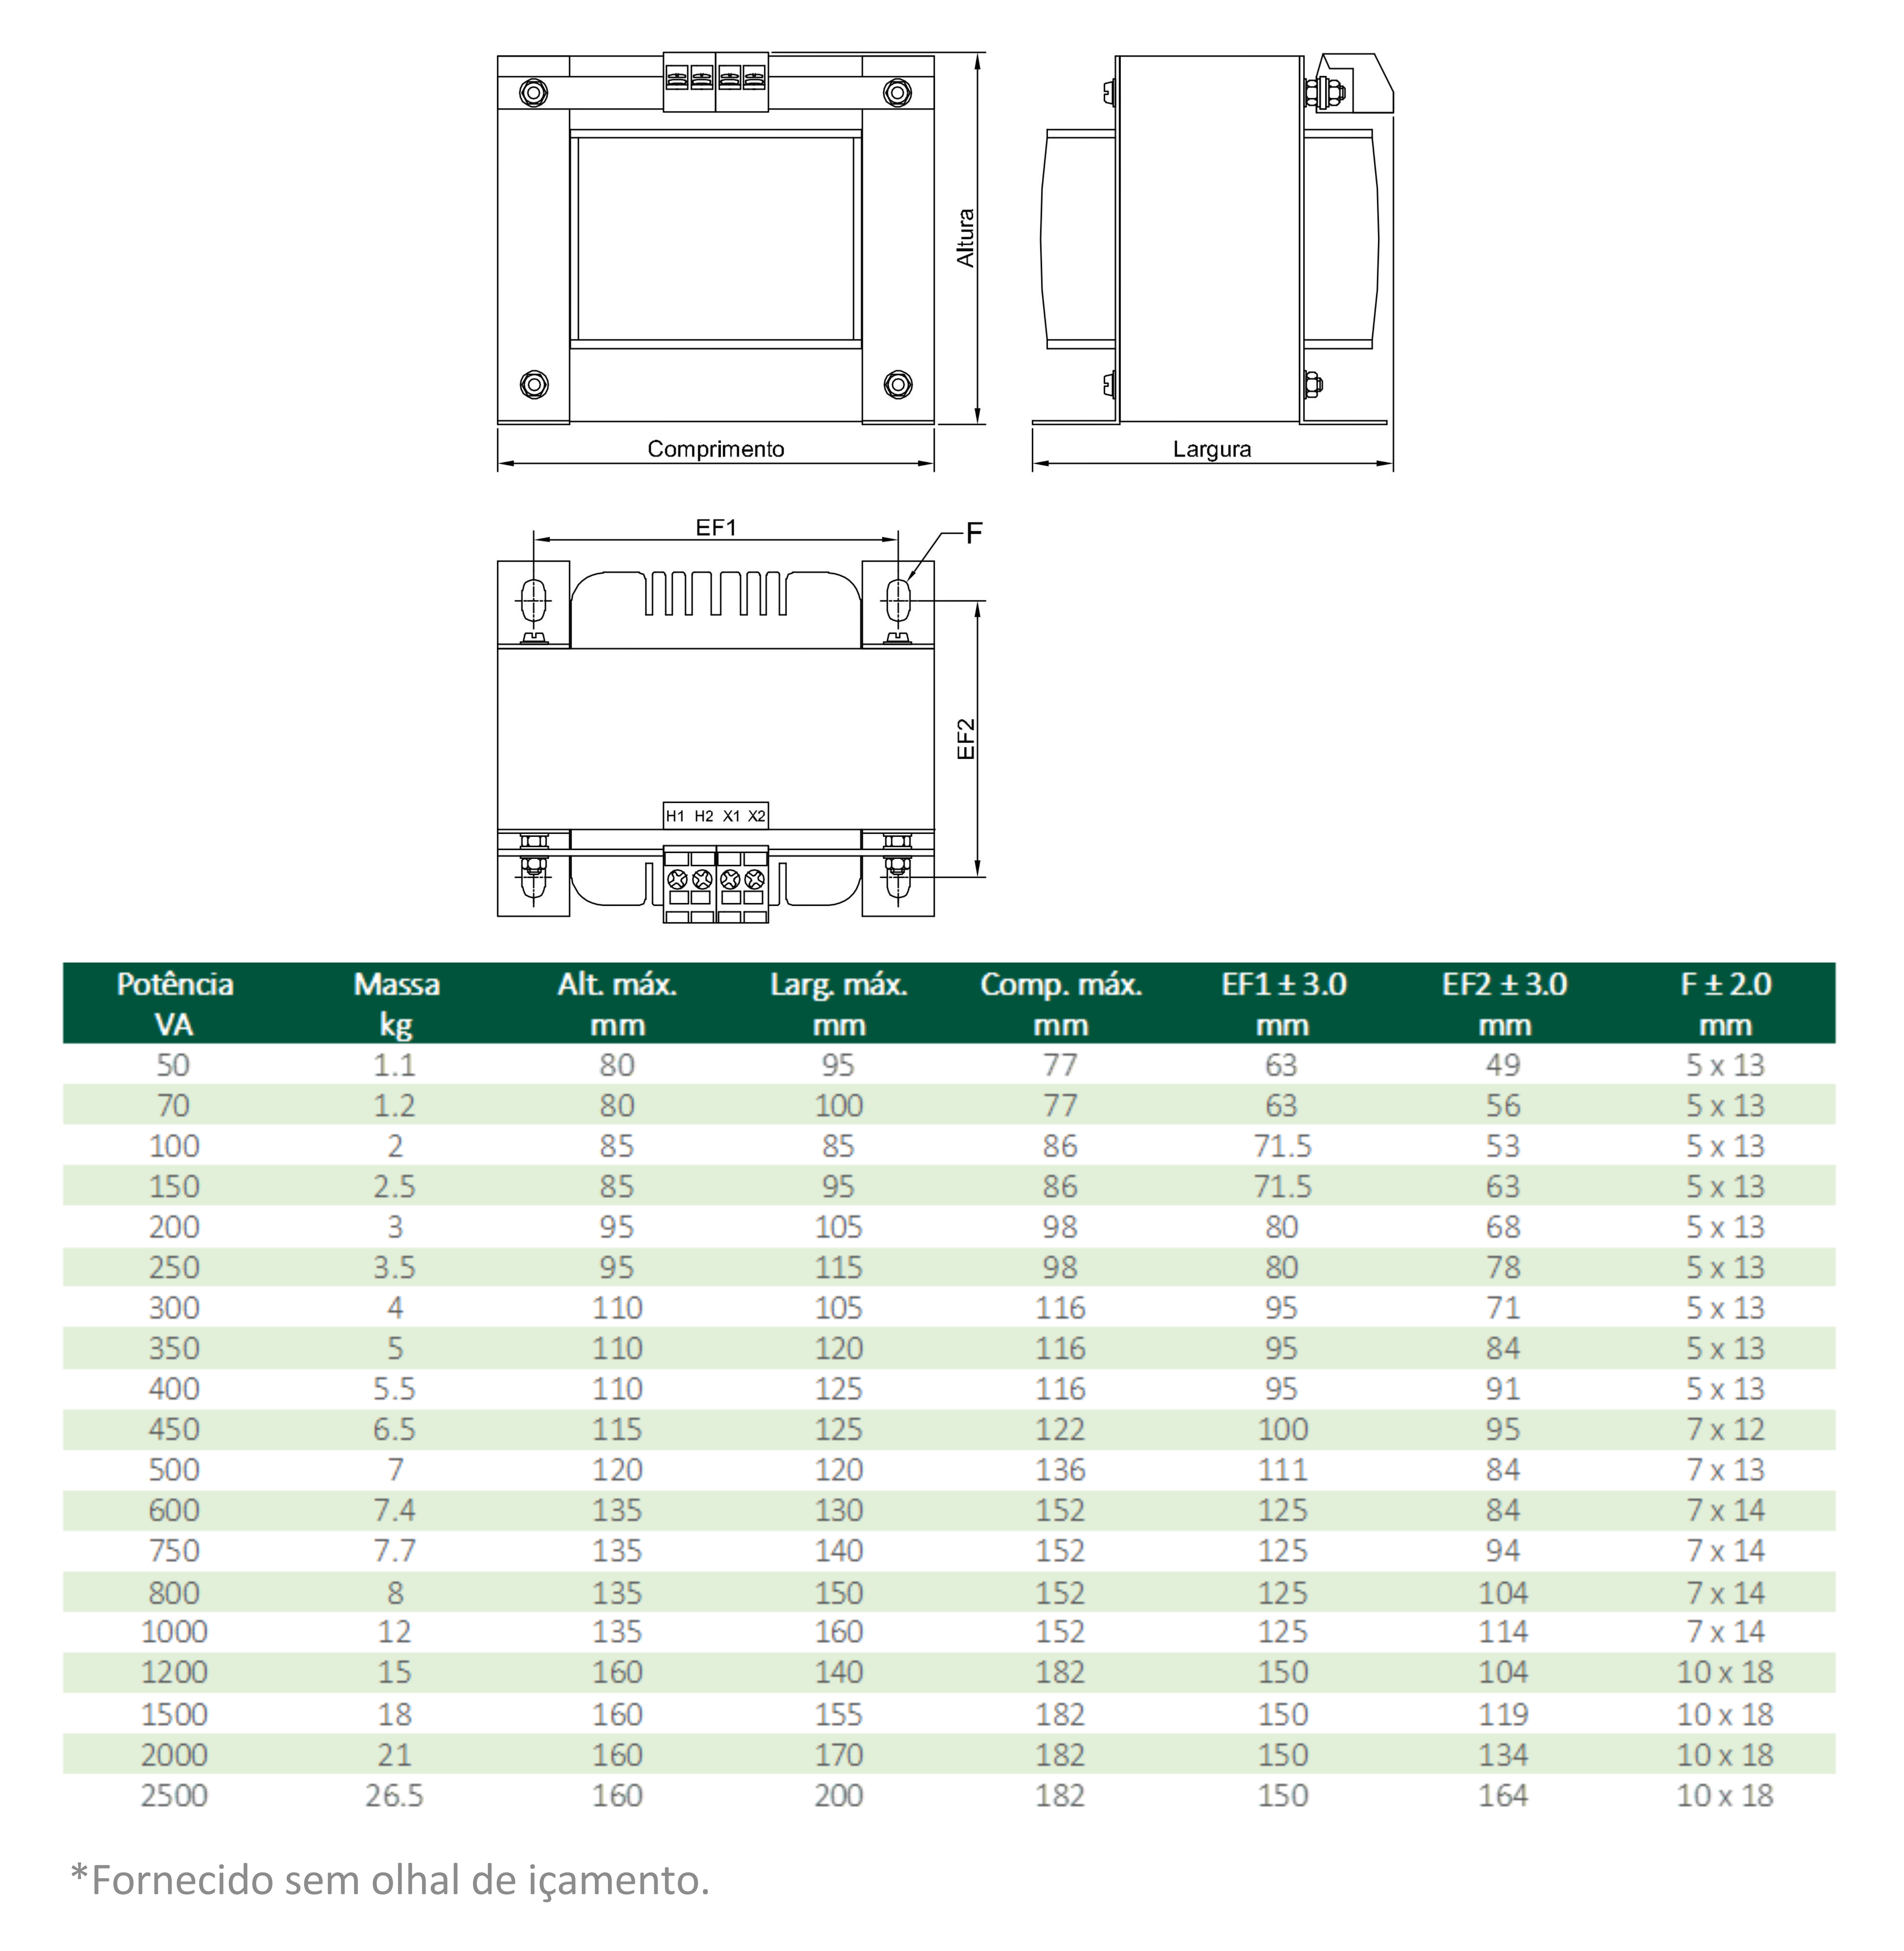 Altura
Comprimento
Largura
EF1
F
EF2
H1 H2 X1 X2
Potência Massa Alt. máx. Larg. máx. Comp. máx. EF1 ± 3.0 EF2 ± 3.0 F ± 2.0
VA kg mm mm mm mm mm mm
50 1.1 80 95 77 63 49 5 x 13
70 1.2 80 100 77 63 56 5 x 13
100 2 85 85 86 71.5 53 5 x 13
150 2.5 85 95 86 71.5 63 5 x 13
200 3 95 105 98 80 68 5 x 13
250 3.5 95 115 98 80 78 5 x 13
300 4 110 105 116 95 71 5 x 13
350 5 110 120 116 95 84 5 x 13
400 5.5 110 125 116 95 91 5 x 13
450 6.5 115 125 122 100 95 7 x 12
500 7 120 120 136 111 84 7 x 13
600 7.4 135 130 152 125 84 7 x 14
750 7.7 135 140 152 125 94 7 x 14
800 8 135 150 152 125 104 7 x 14
1000 12 135 160 152 125 114 7 x 14
1200 15 160 140 182 150 104 10 x 18
1500 18 160 155 182 150 119 10 x 18
2000 21 160 170 182 150 134 10 x 18
2500 26.5 160 200 182 150 164 10 x 18
*Fornecido sem olhal de içamento.